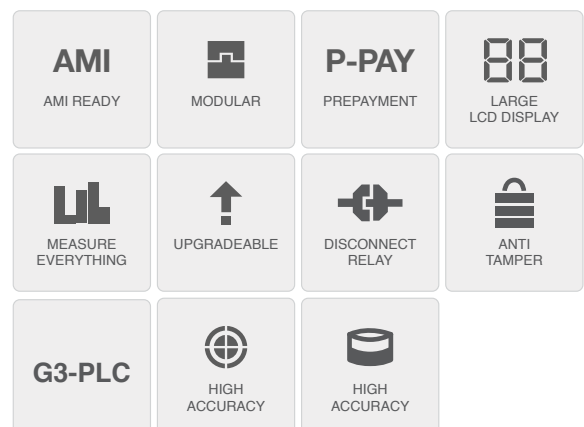 AMI
AMI READY
MODULAR
P-PAY
PREPAYMENT
LARGE
LCD DISPLAY
MEASURE
EVERYTHING
UPGRADEABLE
DISCONNECT
RELAY
ANTI
TAMPER
G3-PLC
HIGH
ACCURACY
HIGH
ACCURACY